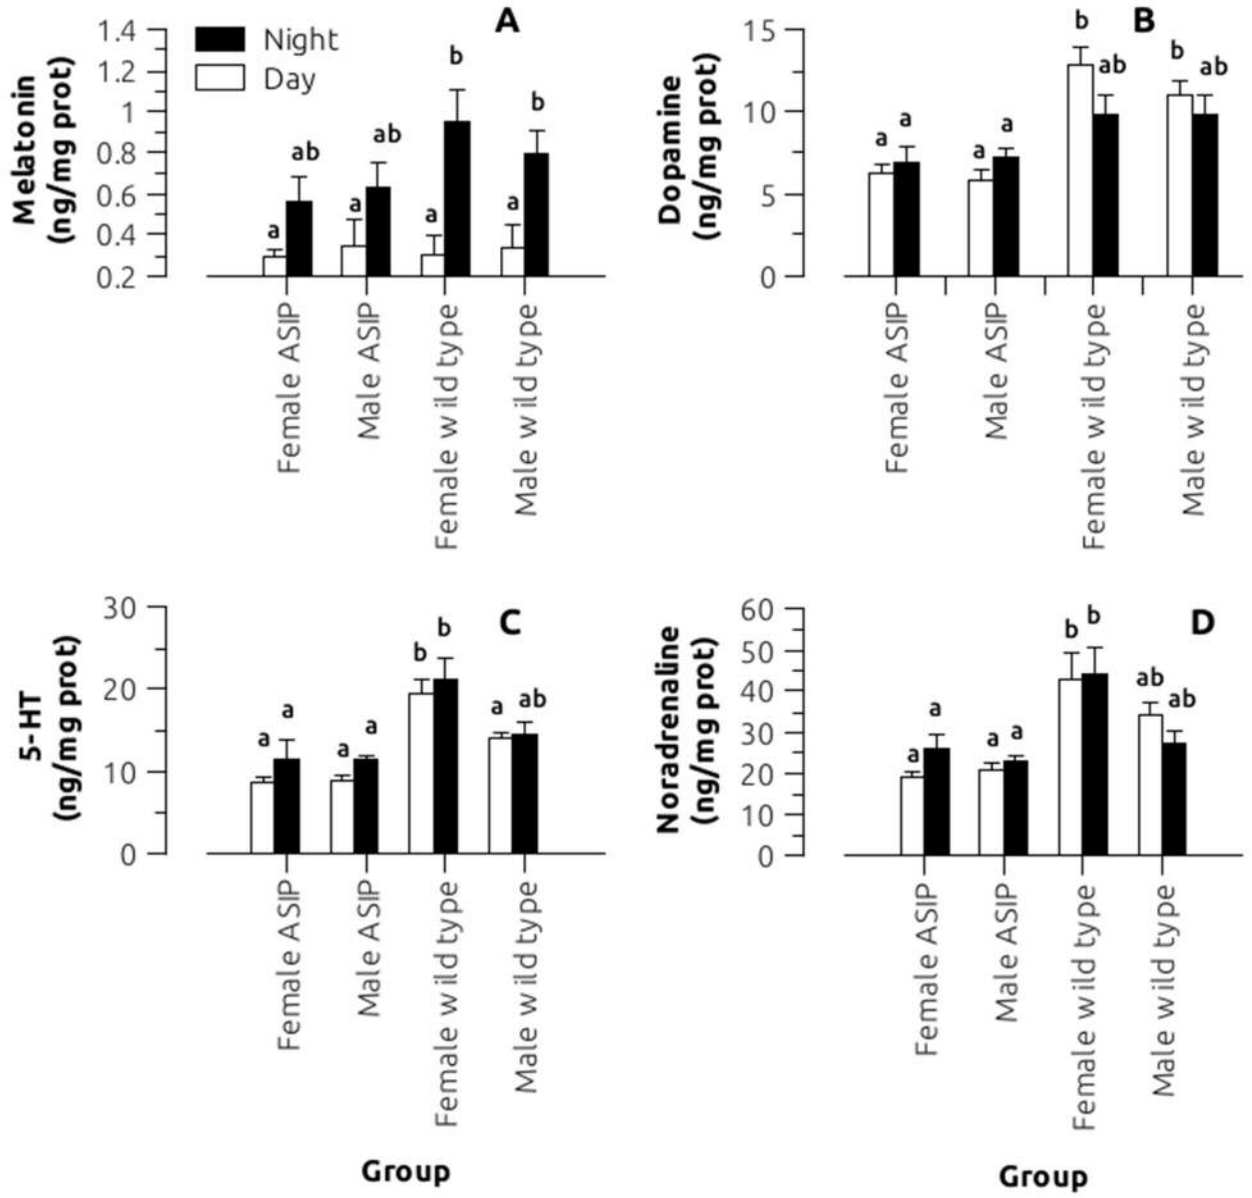 A
1.4
1.2
1
0.8
0.6
0.4
0.2
Melatonin
(ng/mg prot)
Night
Day
a
ab
a
ab
a
b
a
b
Female ASIP
Male ASIP
Female wild type
Male wild type
B
15
10
5
0
Dopamine
(ng/mg prot)
a
a
a
a
b
ab
b
ab
Female ASIP
Male ASIP
Female wild type
Male wild type
C
30
20
10
0
5-HT
(ng/mg prot)
a
a
a
a
b
b
a
ab
Female ASIP
Male ASIP
Female wild type
Male wild type
Group
D
60
50
40
30
20
10
0
Noradrenaline
(ng/mg prot)
a
a
a
a
b
b
ab
ab
Female ASIP
Male ASIP
Female wild type
Male wild type
Group